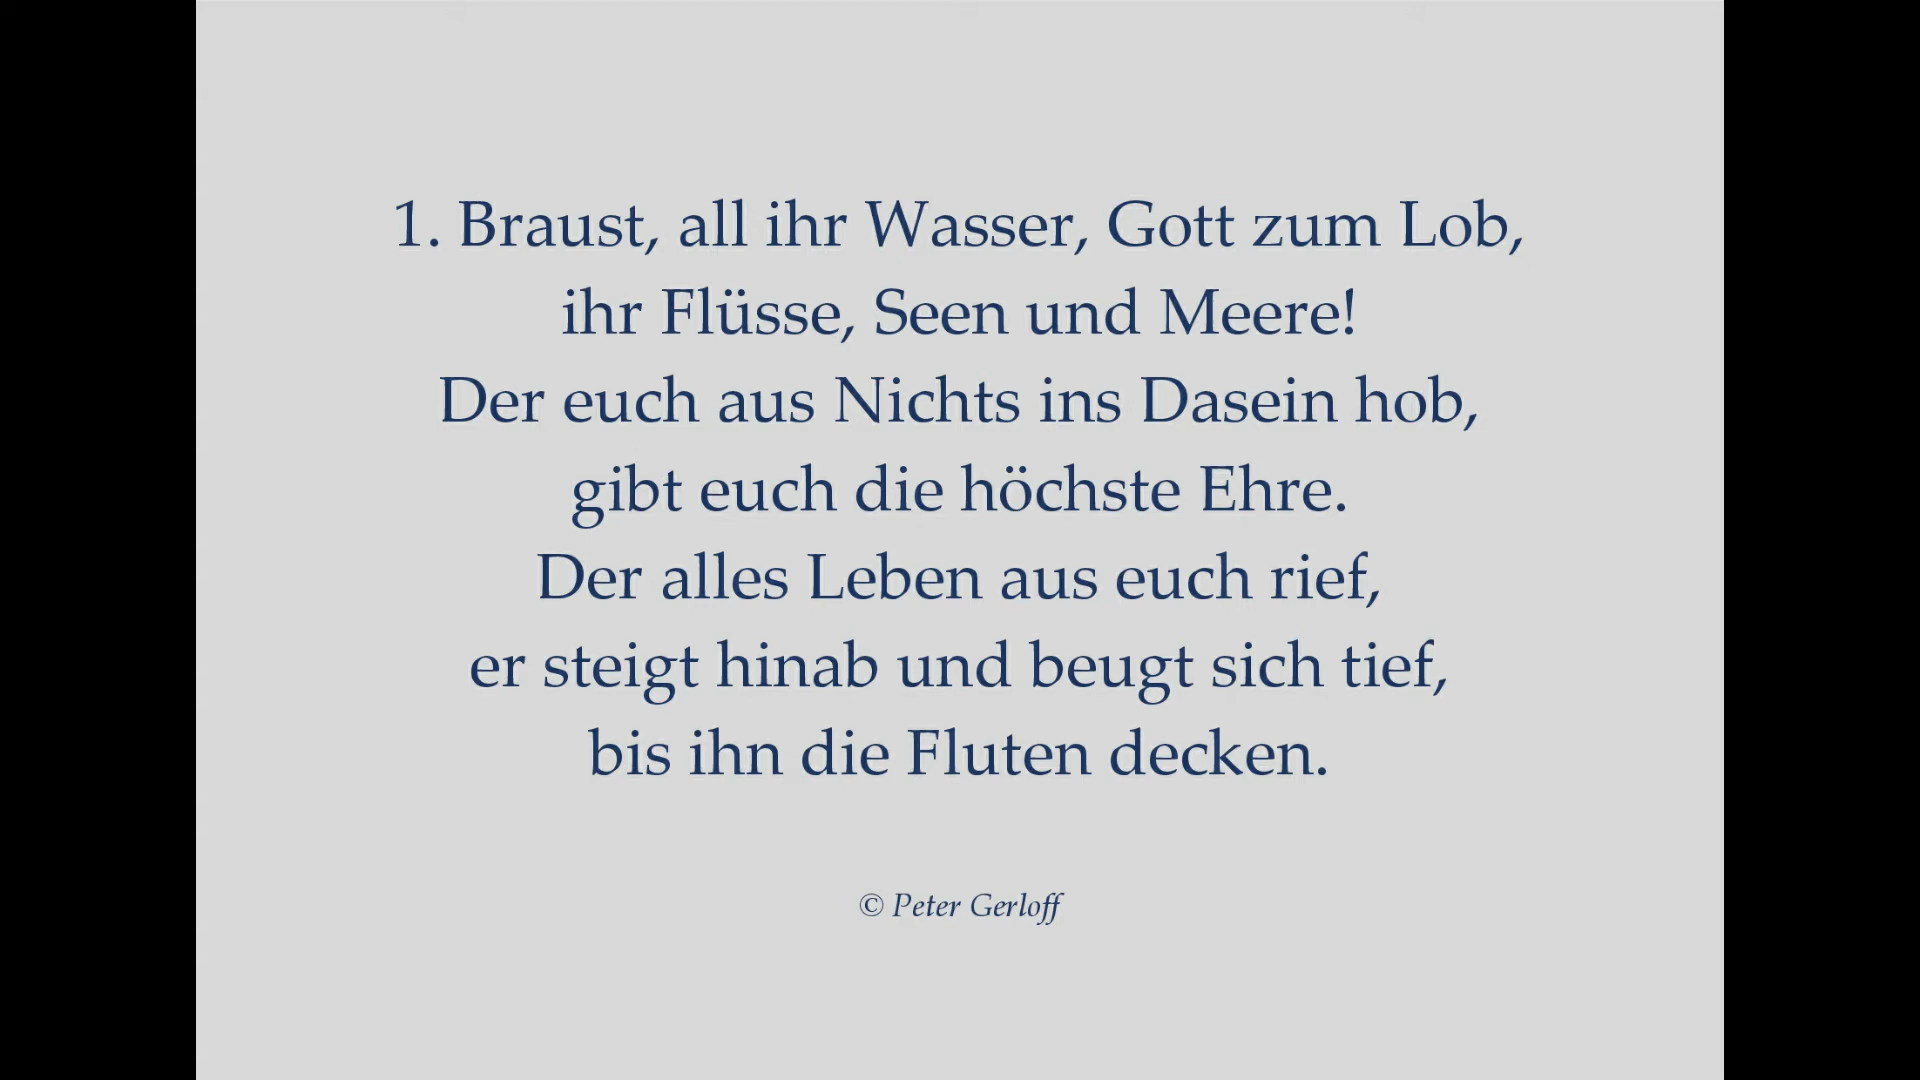 1. Braust, all ihr Wasser, Gott zum Lob,
ihr Flüsse, Seen und Meere!
Der euch aus Nichts ins Dasein hob,
gibt euch die höchste Ehre.
Der alles Leben aus euch rief,
er steigt hinab und beugt sich tief,
bis ihn die Fluten decken.
© Peter Gerloff